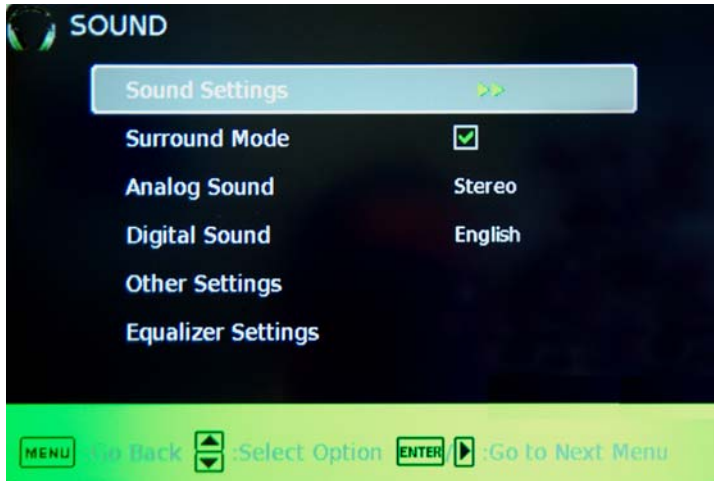 SOUND
Sound Settings
Surround Mode
Analog Sound Stereo
Digital Sound English
Other Settings
Equalizer Settings
MENU :Go Back :Select Option ENTER/ :Go to Next Menu